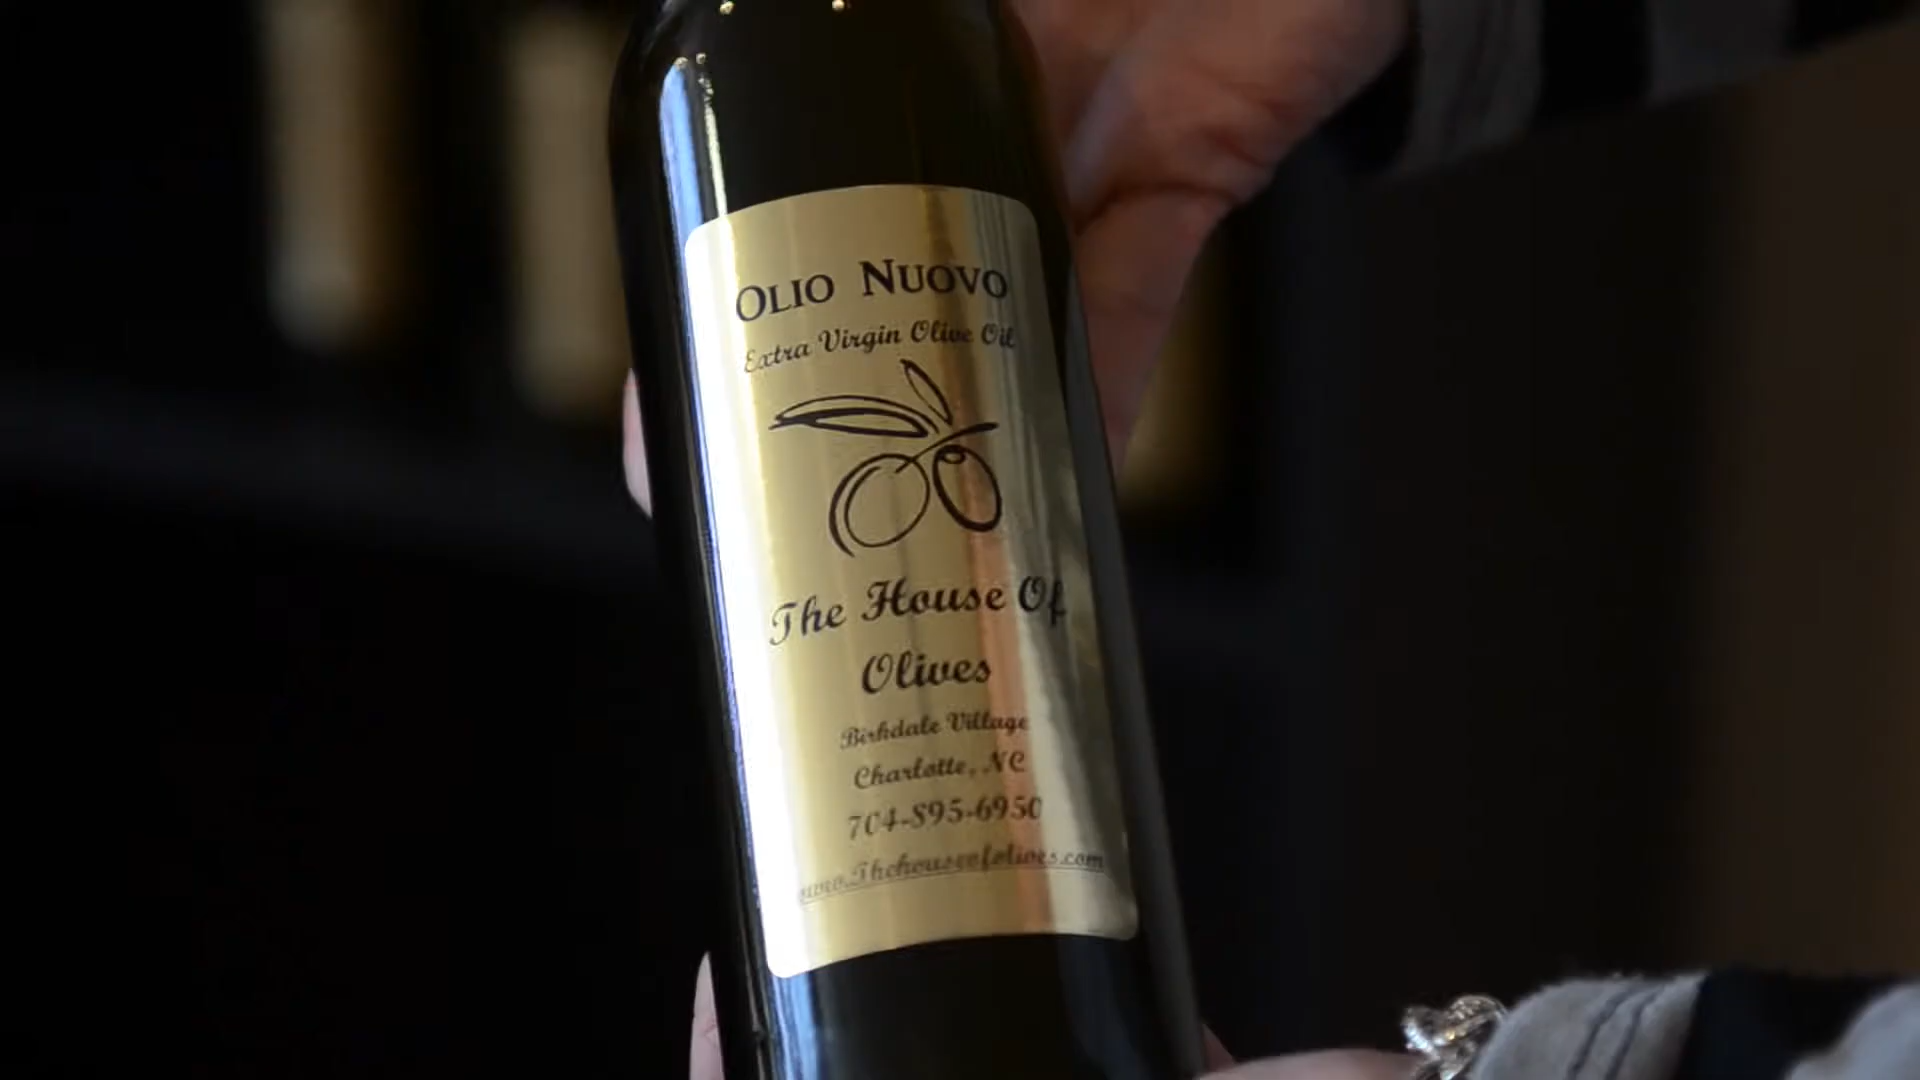 OLIO NUOVO
Extra Virgin Olive Oil
The House Of
Olives
Birkdale Village
Charlotte, NC
704-895-6950
www.Thehouseofolives.com